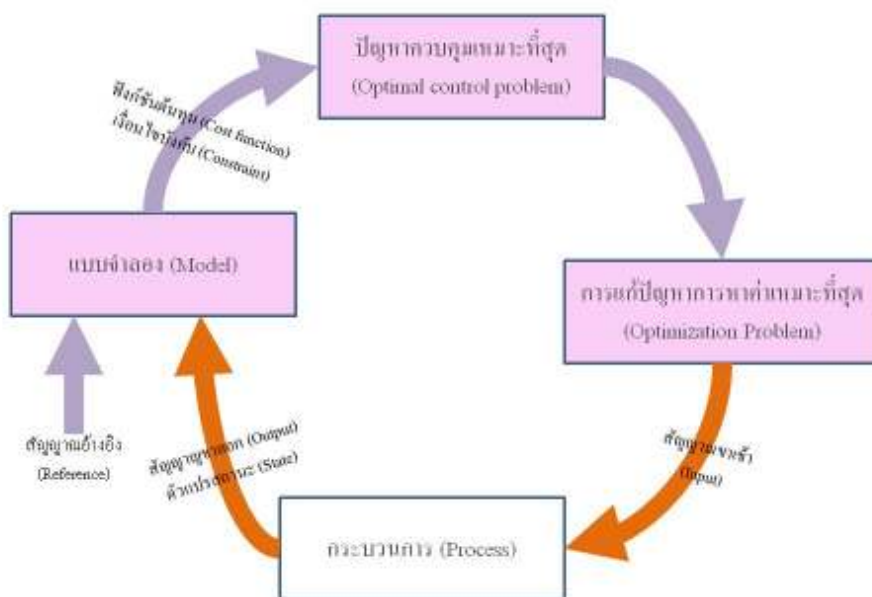 ปัญหาควบคุมเหมาะที่สุด
(Optimal control problem)
ฟังก์ชันต้นทุน (Cost function)
เงื่อนไขบังคับ (Constraint)
แบบจำลอง (Model)
การแก้ปัญหาการหาค่าเหมาะที่สุด
(Optimization Problem)
สัญญาณอ้างอิง
(Reference)
สัญญาญขาออก (Output)
ตัวแปรสถานะ (State)
สัญญาณขาเข้า
(Input)
กระบวนการ (Process)